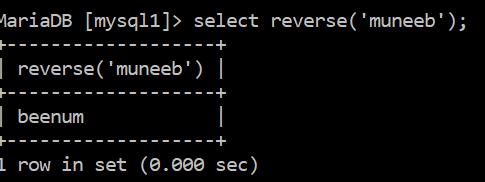 MariaDB [mysql1]> select reverse('muneeb');
+-------------------+
| reverse('muneeb') |
+-------------------+
| beenum            |
+-------------------+
1 row in set (0.000 sec)